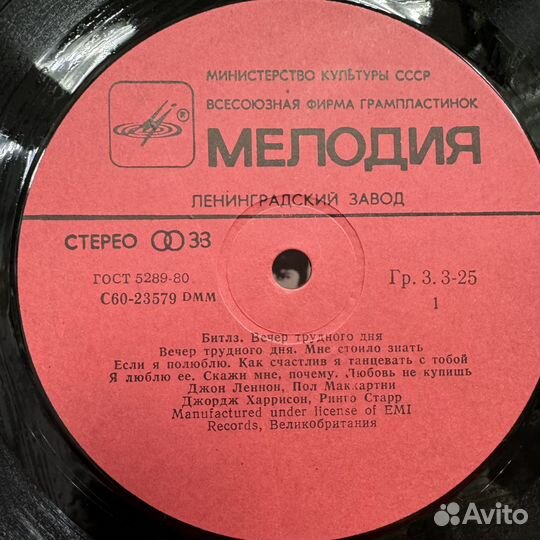 МИНИСТЕРСТВО КУЛЬТУРЫ СССР
ВСЕСОЮЗНАЯ ФИРМА ГРАМПЛАСТИНОК
®
МЕЛОДИЯ
ЛЕНИНГРАДСКИЙ ЗАВОД
СТЕРЕО 33
ГОСТ 5289-80
С60-23579 DMM
Гр. 3. 3-25
1
Битлз. Вечер трудного дня
Вечер трудного дня. Мне стоило знать
Если я полюблю. Как счастлив я танцевать с тобой
Я люблю ее. Скажи мне, почему. Любовь не купишь
Джон Леннон, Пол Маккартни
Джордж Харрисон, Ринго Старр
Manufactured under license of EMI
Records, Великобритания
Avito